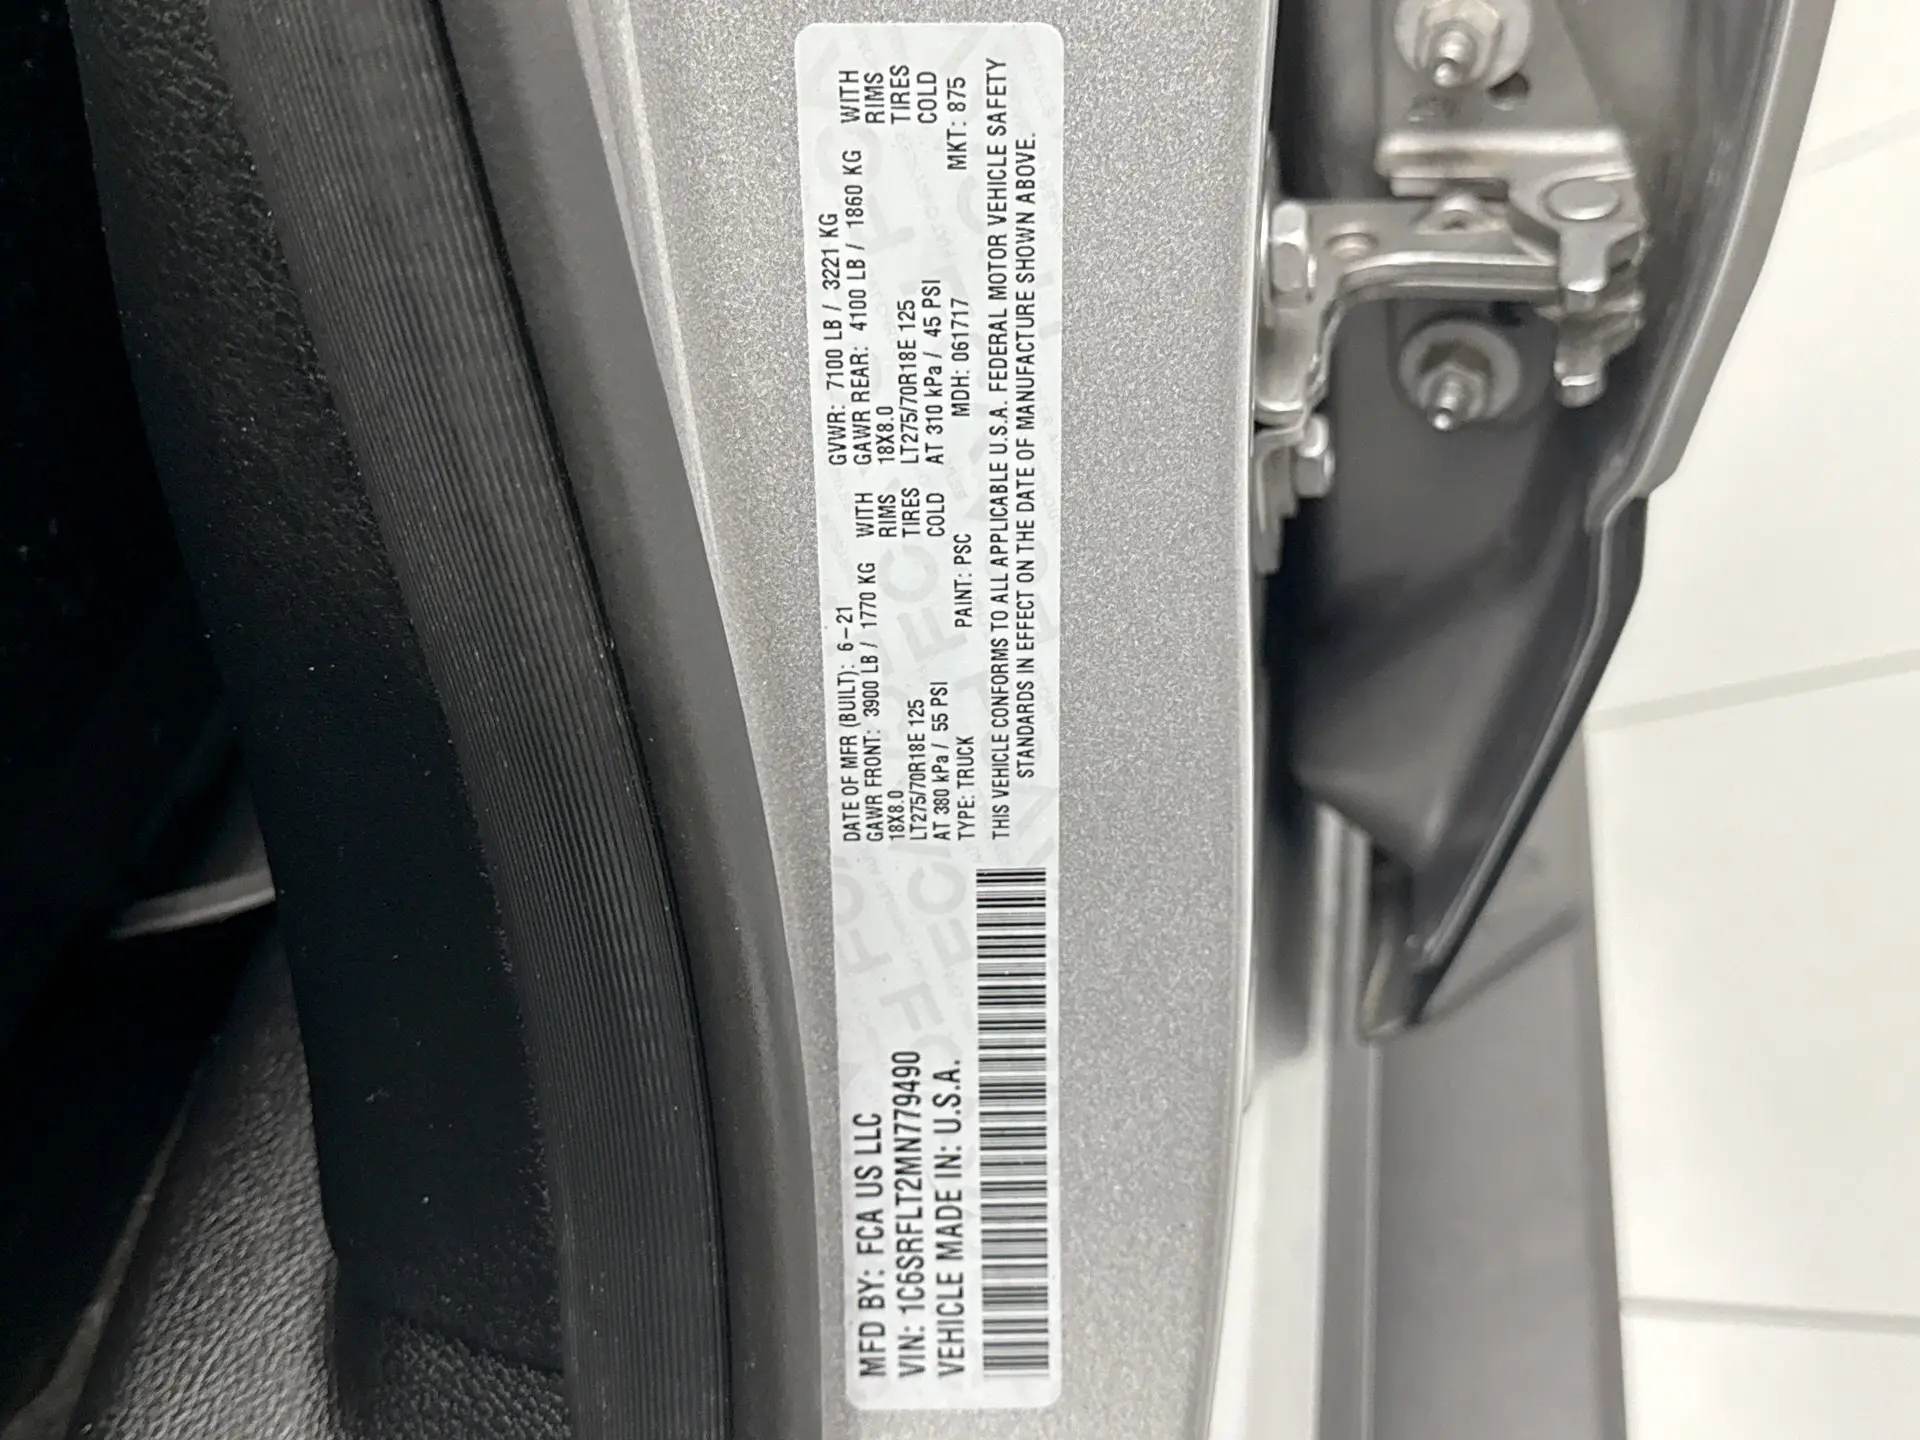 MFD BY: FCA US LLC
VIN: 1C6SRFLT2MN779490
VEHICLE MADE IN: U.S.A.
DATE OF MFR (BUILT): 6-21 GVWR: 7100 LB / 3221 KG
GAWR FRONT: 3900 LB / 1770 KG WITH GAWR REAR: 4100 LB / 1860 KG WITH
18X8.0 RIMS 18X8.0 RIMS
LT275/70R18E 125 TIRES LT275/70R18E 125 TIRES
AT 380 kPa / 55 PSI COLD AT 310 kPa / 45 PSI COLD
TYPE: TRUCK PAINT: PSC MDH: 061717 MKT: 875
THIS VEHICLE CONFORMS TO ALL APPLICABLE U.S.A. FEDERAL MOTOR VEHICLE SAFETY
STANDARDS IN EFFECT ON THE DATE OF MANUFACTURE SHOWN ABOVE.